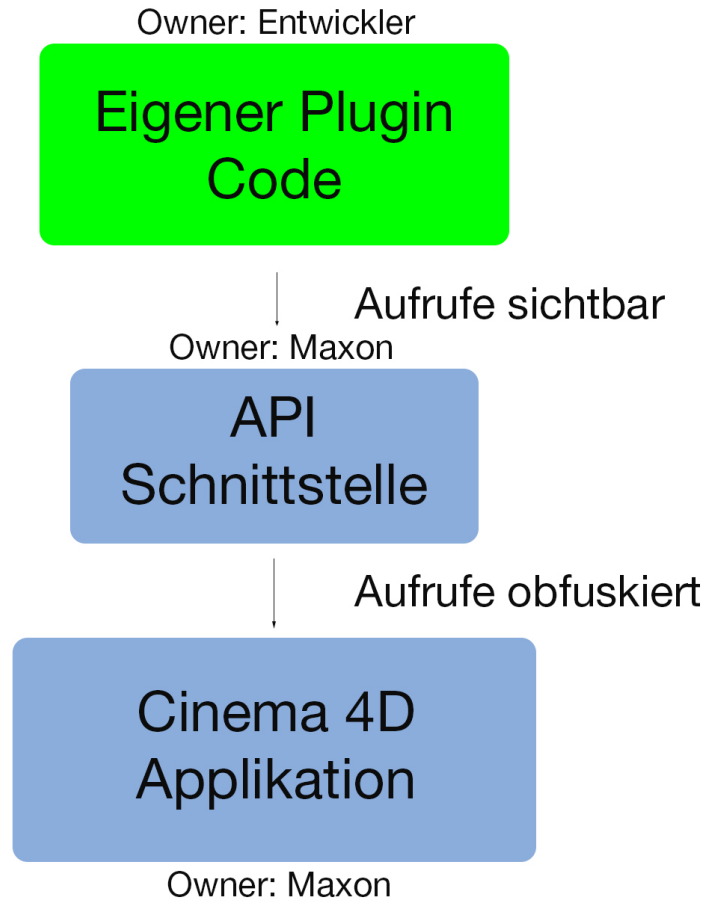 Owner: Entwickler
Eigener Plugin
Code
Aufrufe sichtbar
Owner: Maxon
API
Schnittstelle
Aufrufe obfuskiert
Cinema 4D
Applikation
Owner: Maxon